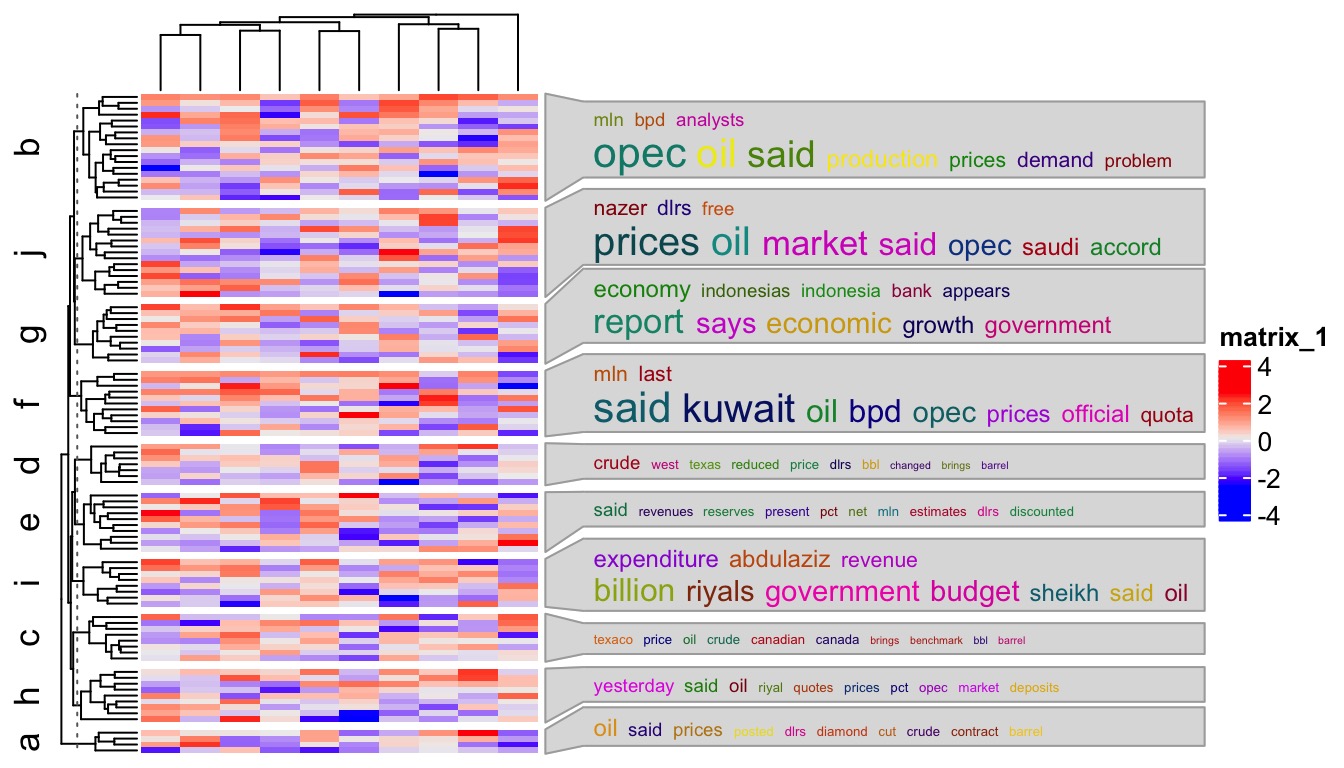 b
mln bpd analysts
opec oil said production prices demand problem
j
nazer dlrs free
prices oil market said opec saudi accord
g
economy indonesias indonesia bank appears
report says economic growth government
f
mln last
said kuwait oil bpd opec prices official quota
d
crude west texas reduced price dlrs bbl changed brings barrel
e
said revenues reserves present pct net mln estimates dlrs discounted
i
expenditure abdulaziz revenue
billion riyals government budget sheikh said oil
c
texaco price oil crude canadian canada brings benchmark bbl barrel
h
yesterday said oil riyal quotes prices pct opec market deposits
a
oil said prices posted dlrs diamond cut crude contract barrel
matrix_1
4
2
0
-2
-4